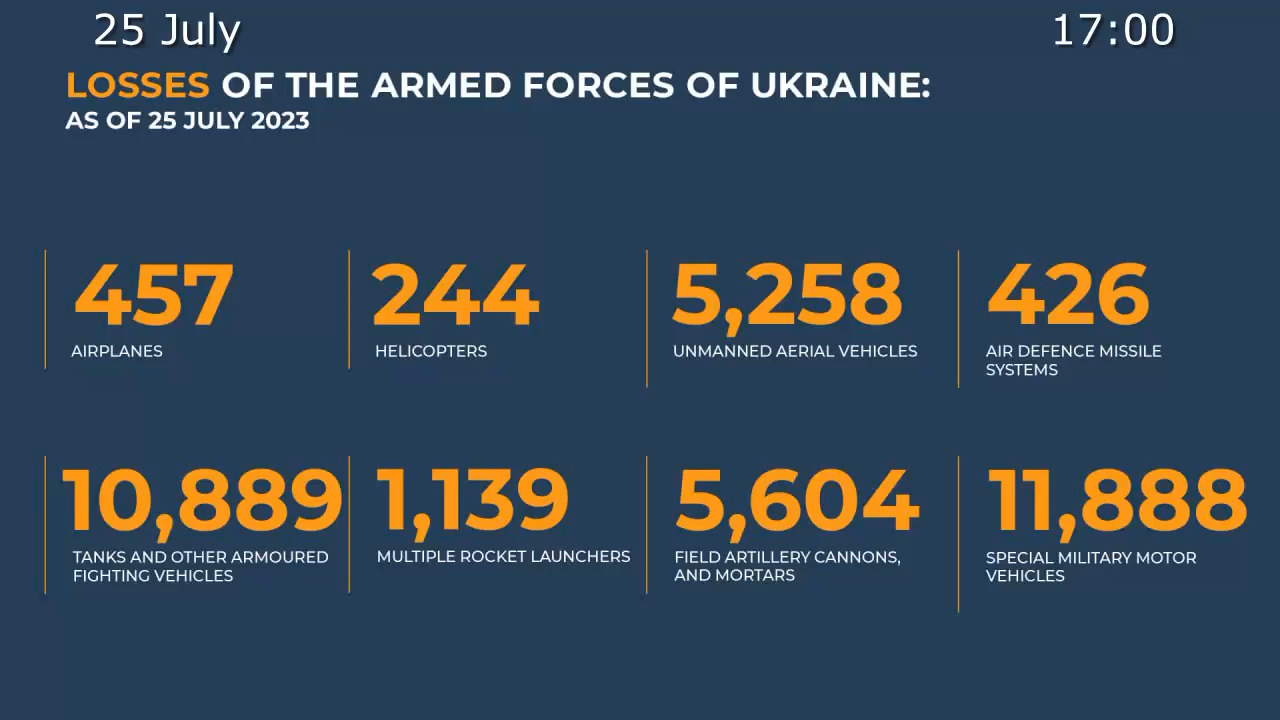 25 July 17:00
LOSSES OF THE ARMED FORCES OF UKRAINE:
AS OF 25 JULY 2023
457
AIRPLANES
244
HELICOPTERS
5,258
UNMANNED AERIAL VEHICLES
426
AIR DEFENCE MISSILE
SYSTEMS
10,889
TANKS AND OTHER ARMOURED
FIGHTING VEHICLES
1,139
MULTIPLE ROCKET LAUNCHERS
5,604
FIELD ARTILLERY CANNONS,
AND MORTARS
11,888
SPECIAL MILITARY MOTOR
VEHICLES